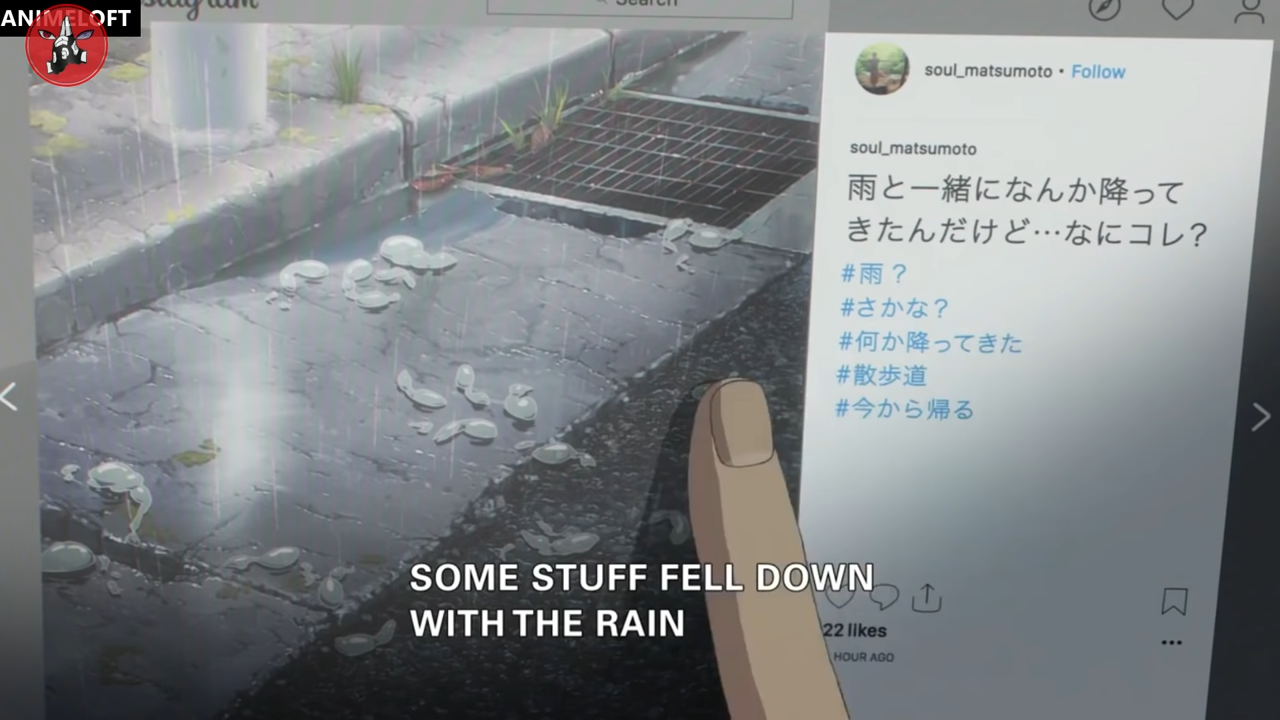 ANIMELOFT
Search
soul_matsumoto • Follow
soul_matsumoto
雨と一緒になんか降って
きたんだけど…なにコレ？
#雨？
#さかな？
#何か降ってきた
#散歩道
#今から帰る
SOME STUFF FELL DOWN
WITH THE RAIN
22 likes
HOUR AGO